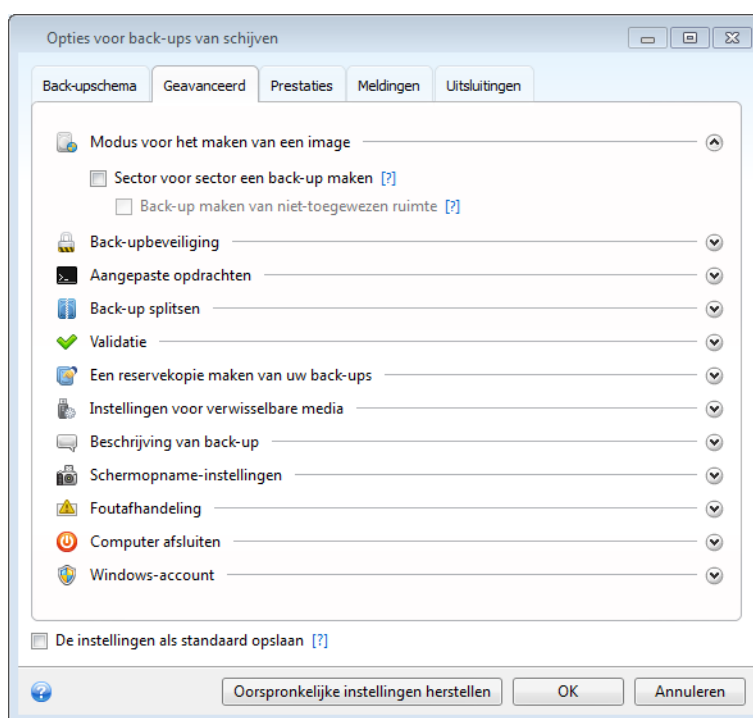 Opties voor back-ups van schijven
Back-upschema Geavanceerd Prestaties Meldingen Uitsluitingen
Modus voor het maken van een image
Sector voor sector een back-up maken [?]
Back-up maken van niet-toegewezen ruimte [?]
Back-upbeveiliging
Aangepaste opdrachten
Back-up splitsen
Validatie
Een reservekopie maken van uw back-ups
Instellingen voor verwisselbare media
Beschrijving van back-up
Schermopname-instellingen
Foutafhandeling
Computer afsluiten
Windows-account
De instellingen als standaard opslaan [?]
Oorspronkelijke instellingen herstellen OK Annuleren